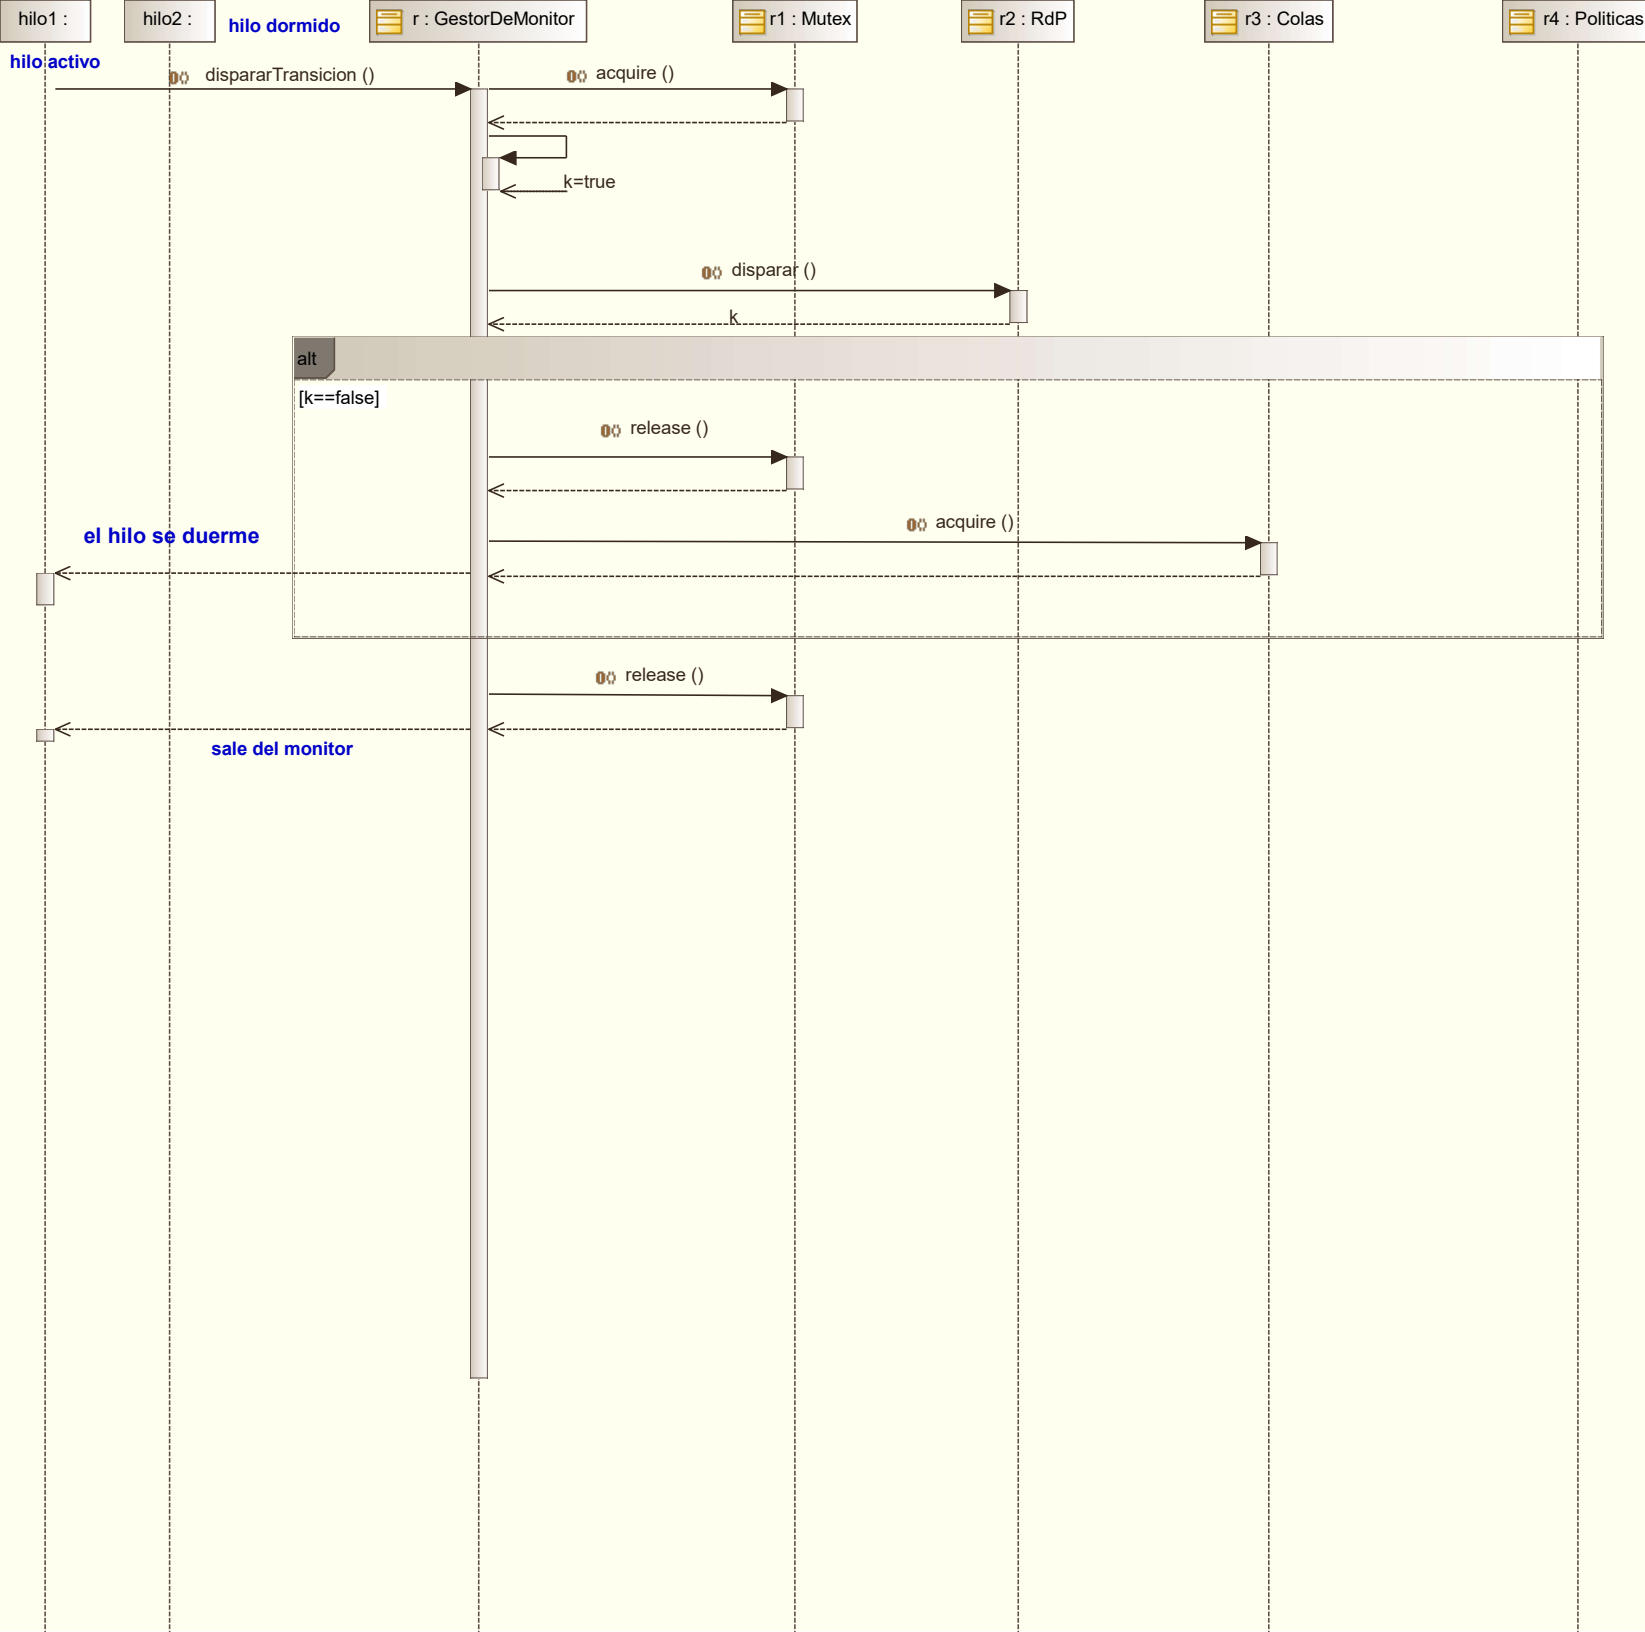 hilo1 :
hilo2 :
hilo dormido
r : GestorDeMonitor
r1 : Mutex
r2 : RdP
r3 : Colas
r4 : Politicas
hilo activo
dispararTransicion ()
acquire ()
k=true
disparar ()
k
alt
[k==false]
release ()
acquire ()
el hilo se duerme
release ()
sale del monitor